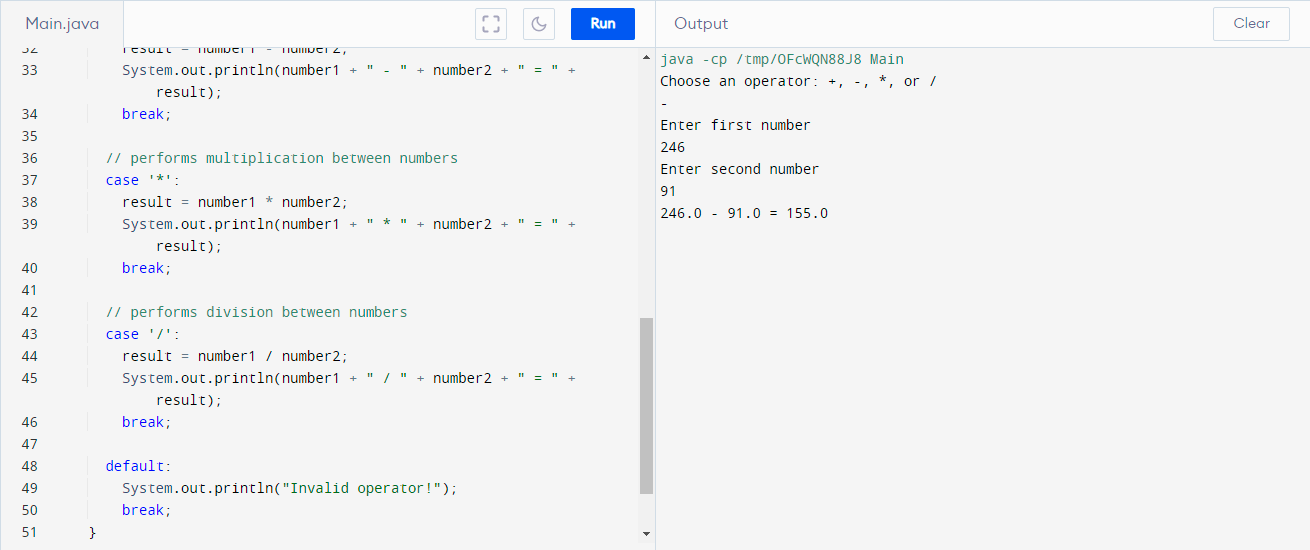 Main.java
Run
Output
Clear
32 result = number1 - number2;
33 System.out.println(number1 + " - " + number2 + " = " +
result);
34 break;
35
36 // performs multiplication between numbers
37 case '*':
38 result = number1 * number2;
39 System.out.println(number1 + " * " + number2 + " = " +
result);
40 break;
41
42 // performs division between numbers
43 case '/':
44 result = number1 / number2;
45 System.out.println(number1 + " / " + number2 + " = " +
result);
46 break;
47
48 default:
49 System.out.println("Invalid operator!");
50 break;
51 }
java -cp /tmp/OFcWQN88J8 Main
Choose an operator: +, -, *, or /
-
Enter first number
246
Enter second number
91
246.0 - 91.0 = 155.0